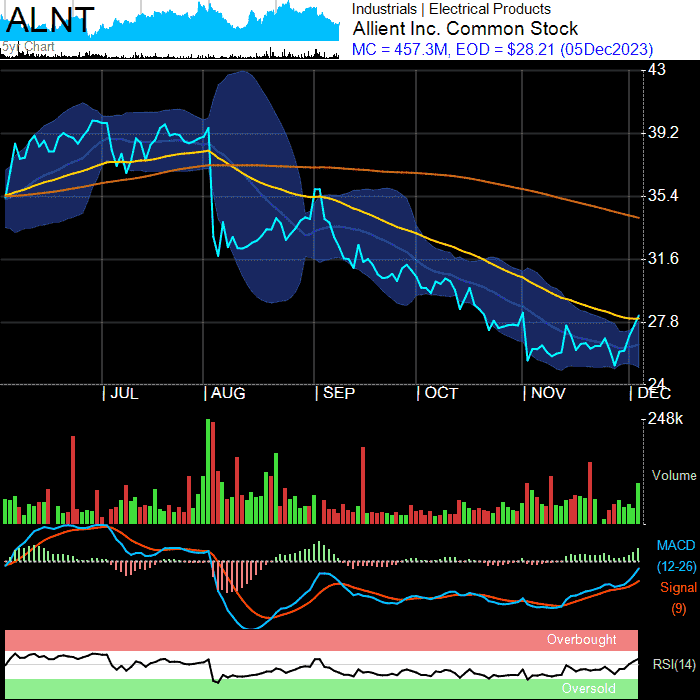 ALNT
5yr Chart
Industrials | Electrical Products
Allient Inc. Common Stock
MC = 457.3M, EOD = $28.21 (05Dec2023)
43
39.2
35.4
31.6
27.8
24
JUL AUG SEP OCT NOV DEC
248k
Volume
MACD
(12-26)
Signal
(9)
Overbought
RSI(14)
Oversold